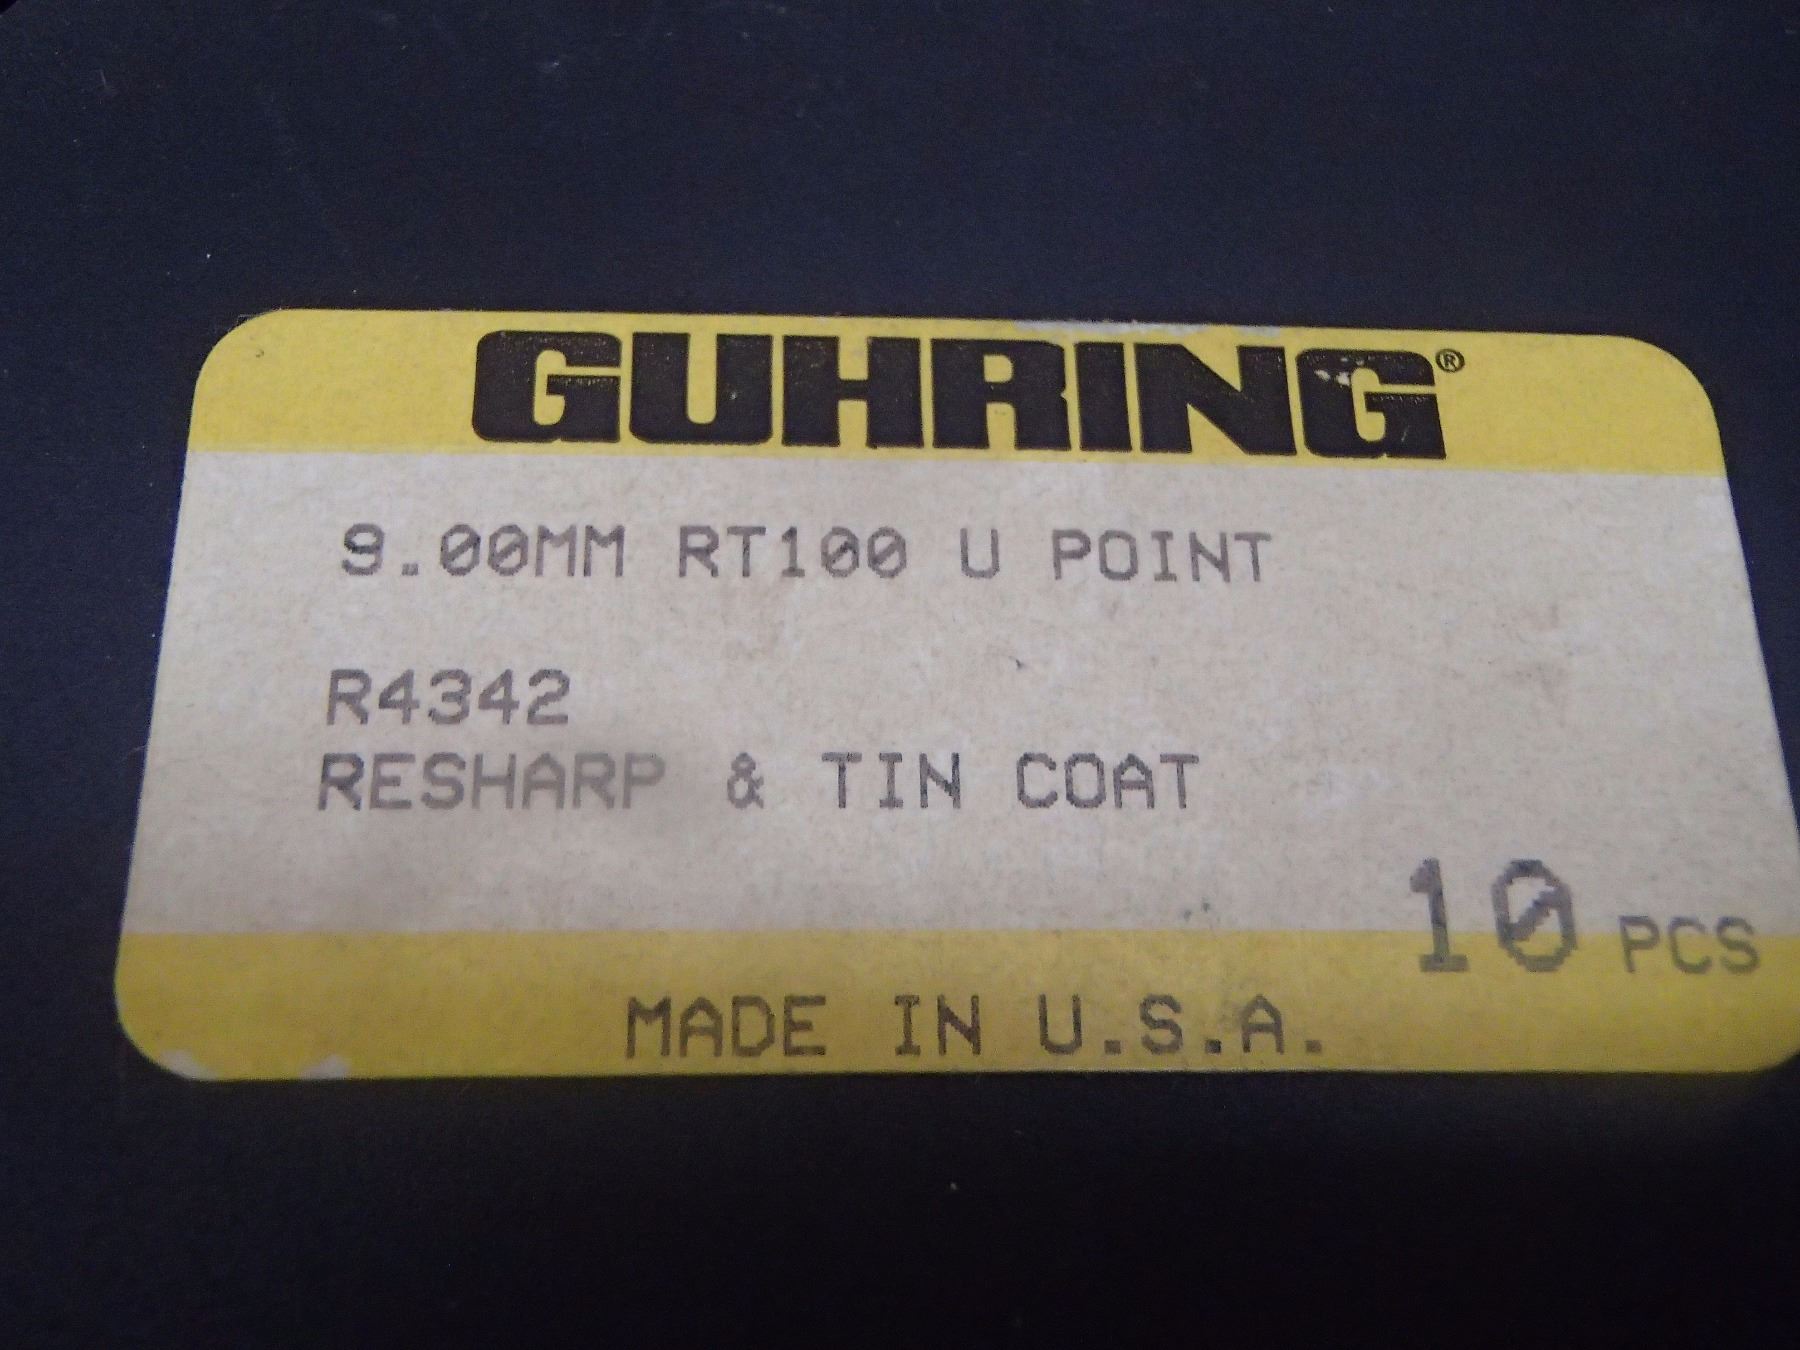 GUHRING®
9.00MM RT100 U POINT
R4342
RESHARP & TIN COAT
10 PCS
MADE IN U.S.A.